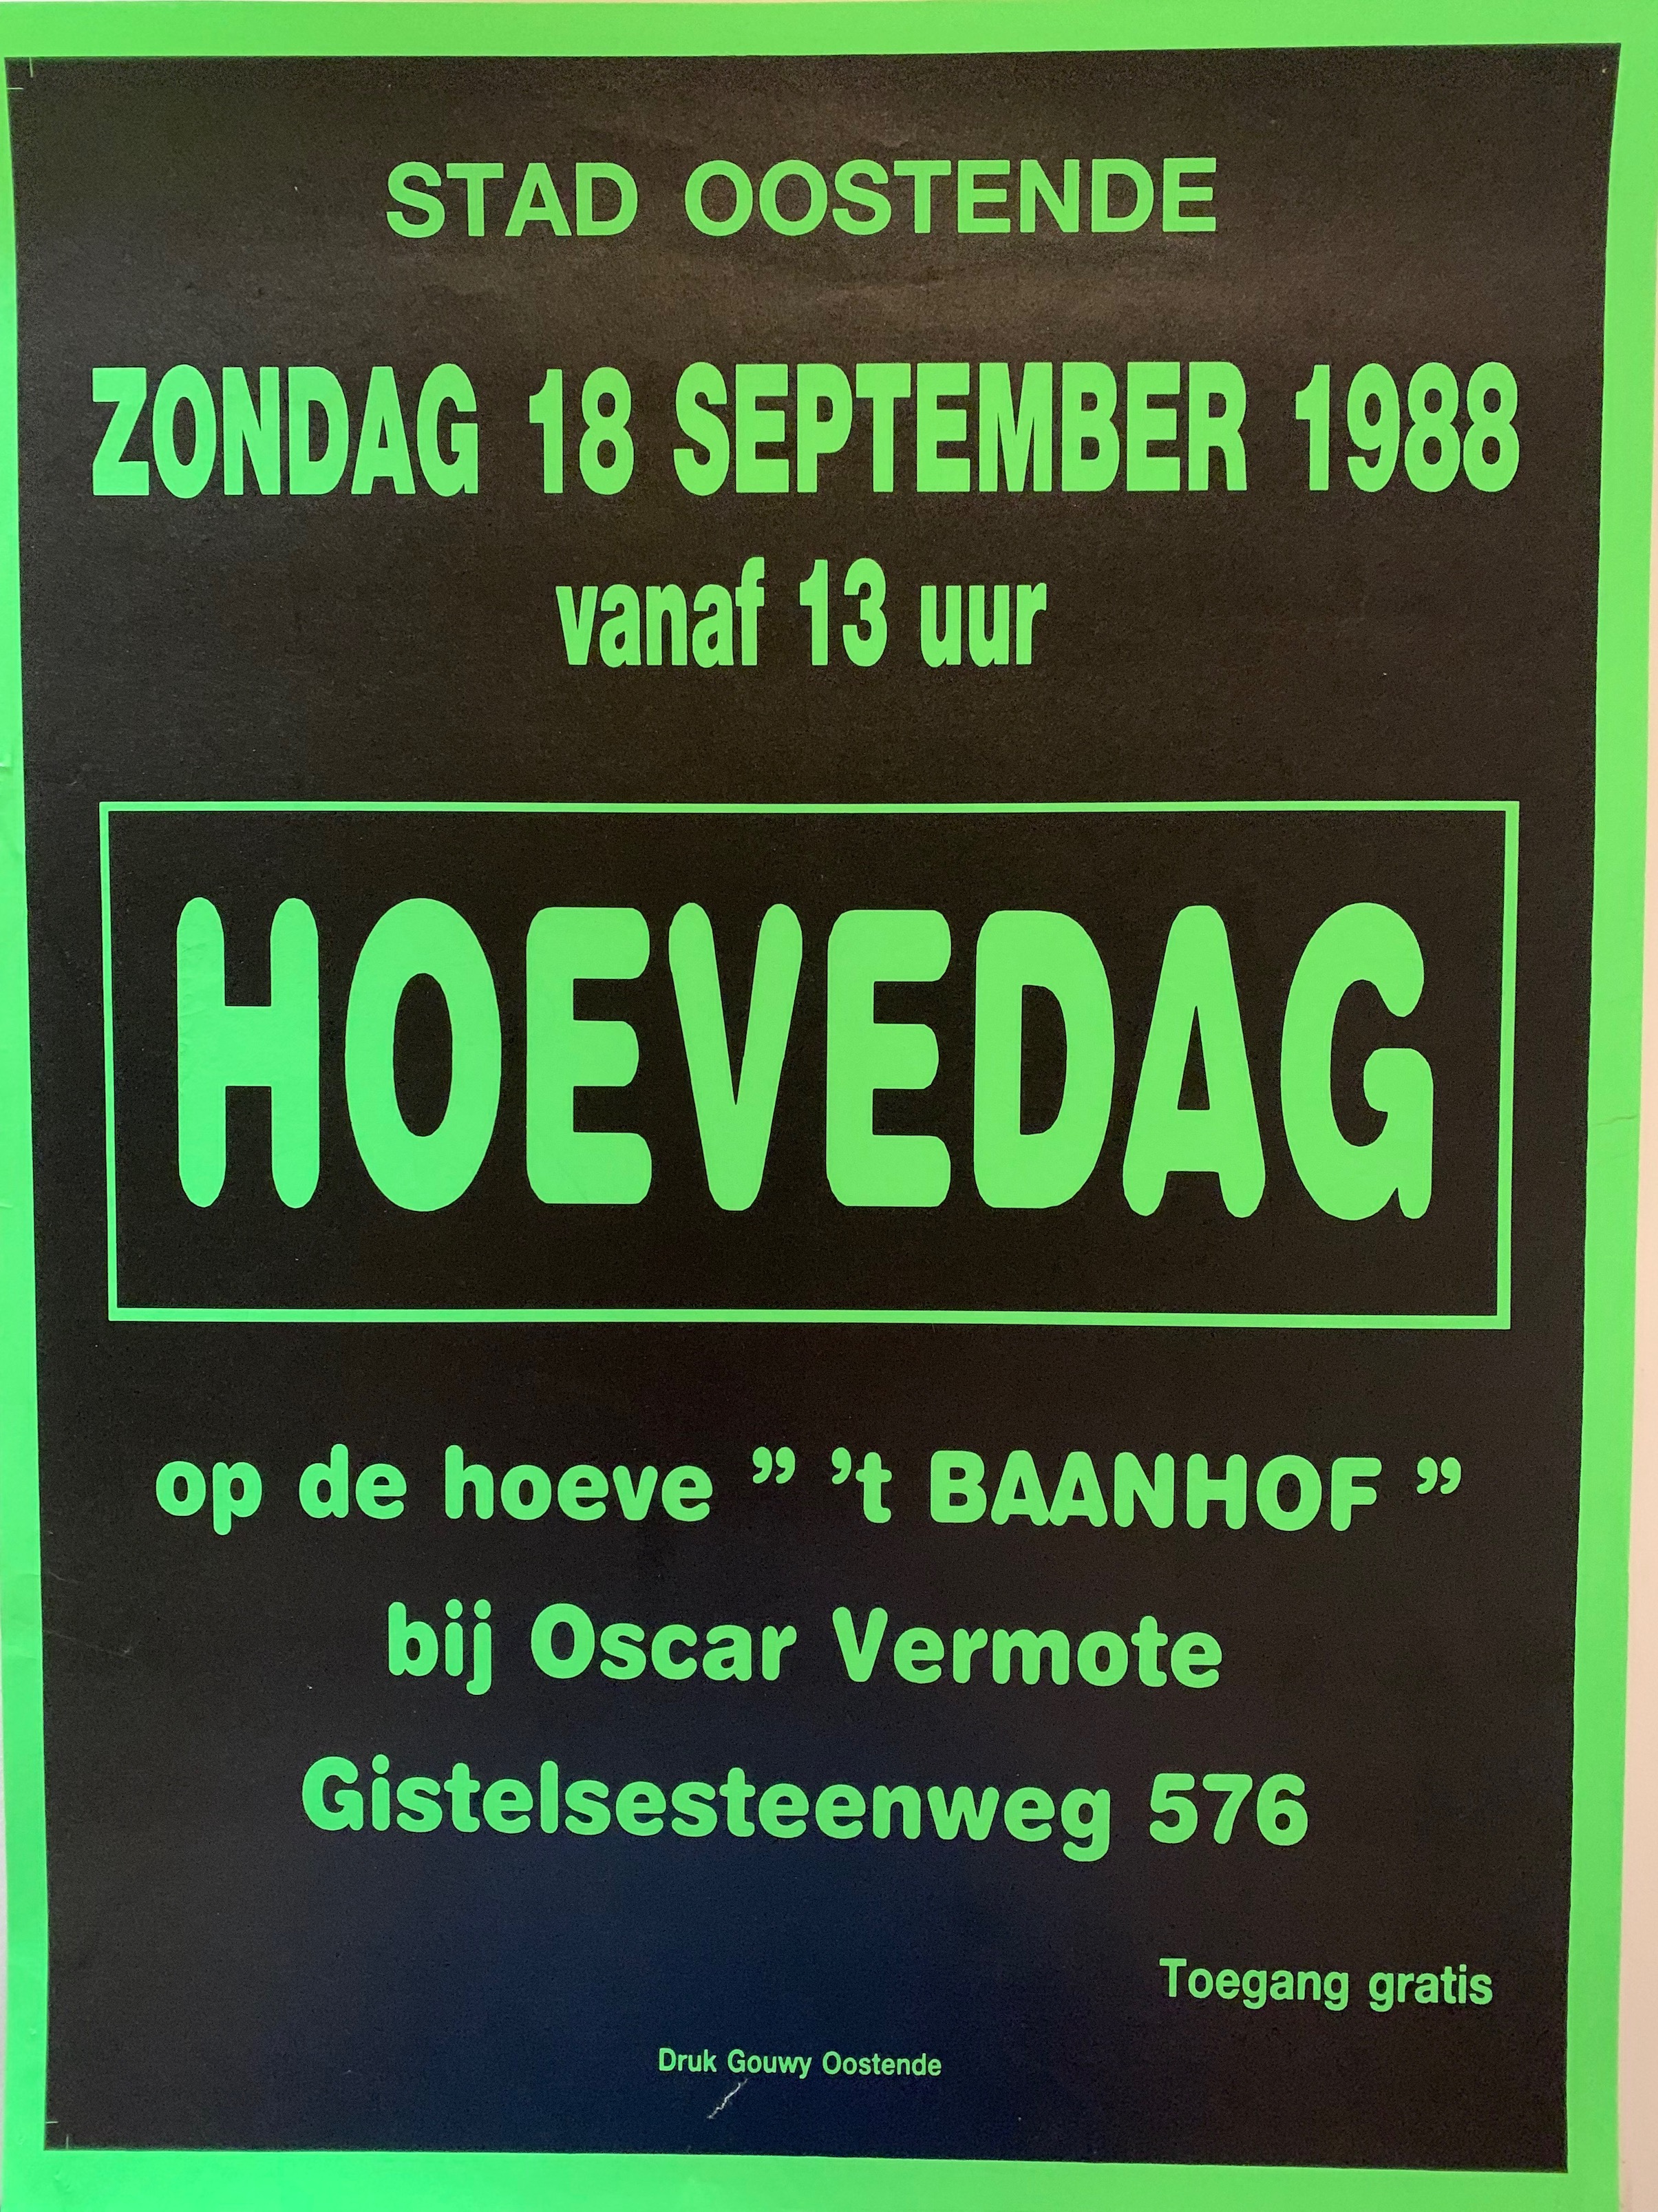 STAD OOSTENDE
ZONDAG 18 SEPTEMBER 1988
vanaf 13 uur
HOEVEDAG
op de hoeve ” ’t BAANHOF ”
bij Oscar Vermote
Gistelsesteenweg 576
Toegang gratis
Druk Gouwy Oostende